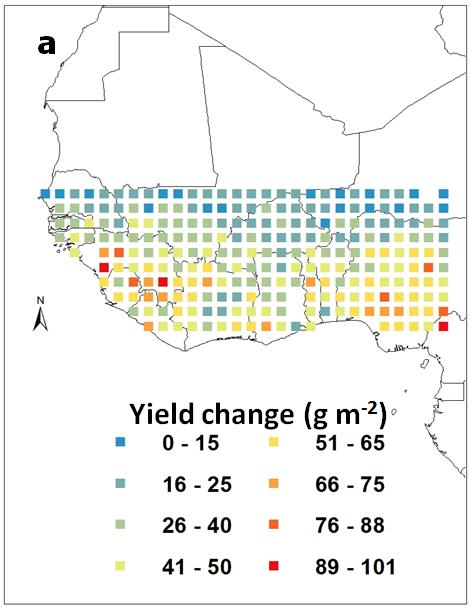 a
N
Yield change (g m-2)
0 - 15
51 - 65
16 - 25
66 - 75
26 - 40
76 - 88
41 - 50
89 - 101